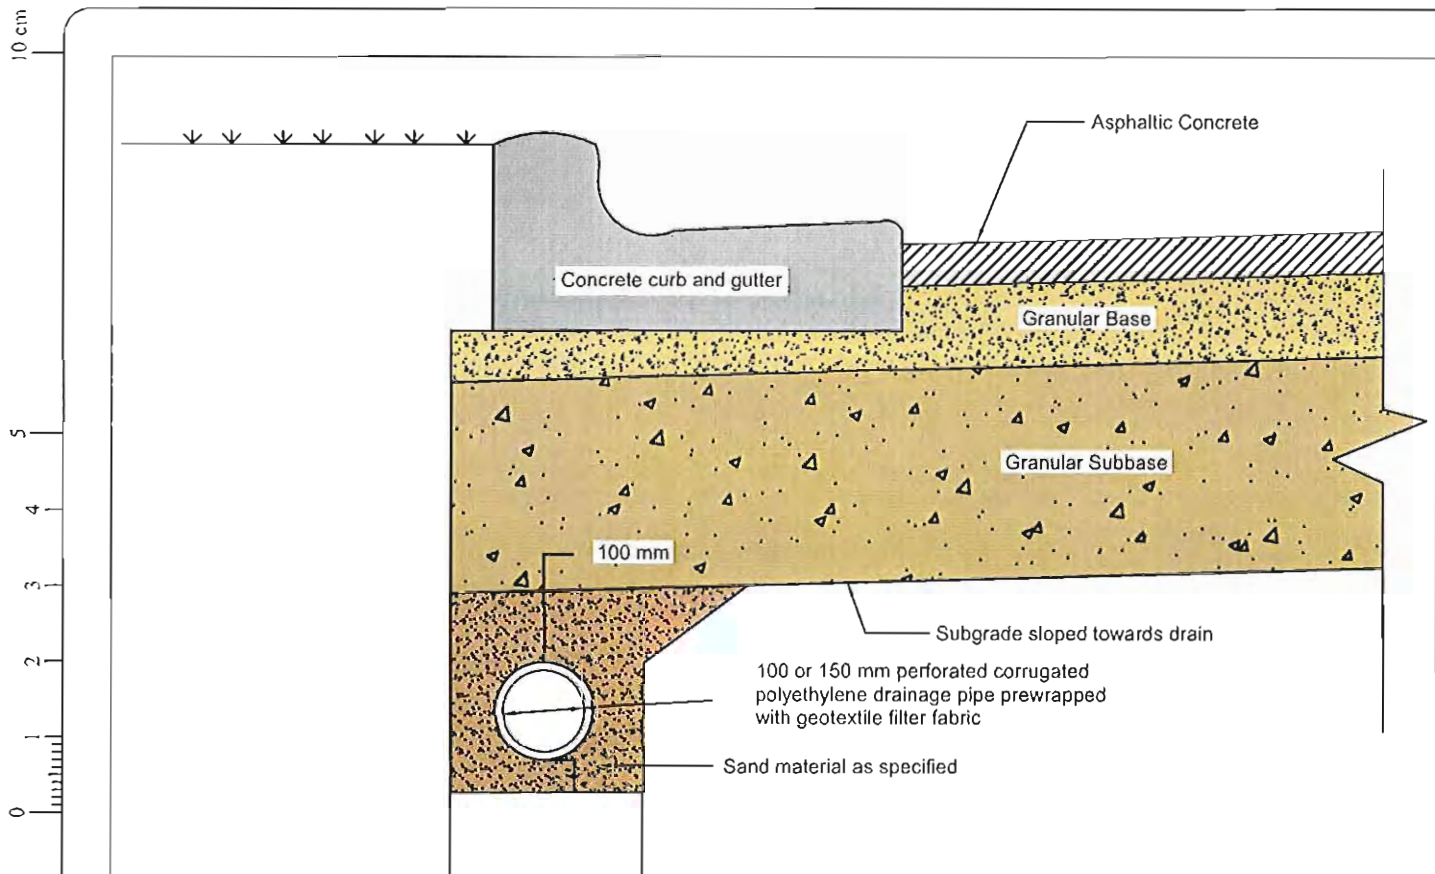 10 cm
Asphaltic Concrete
Concrete curb and gutter
Granular Base
5
Granular Subbase
4
100 mm
3
Subgrade sloped towards drain
2
100 or 150 mm perforated corrugated
polyethylene drainage pipe prewrapped
with geotextile filter fabric
1
Sand material as specified
0